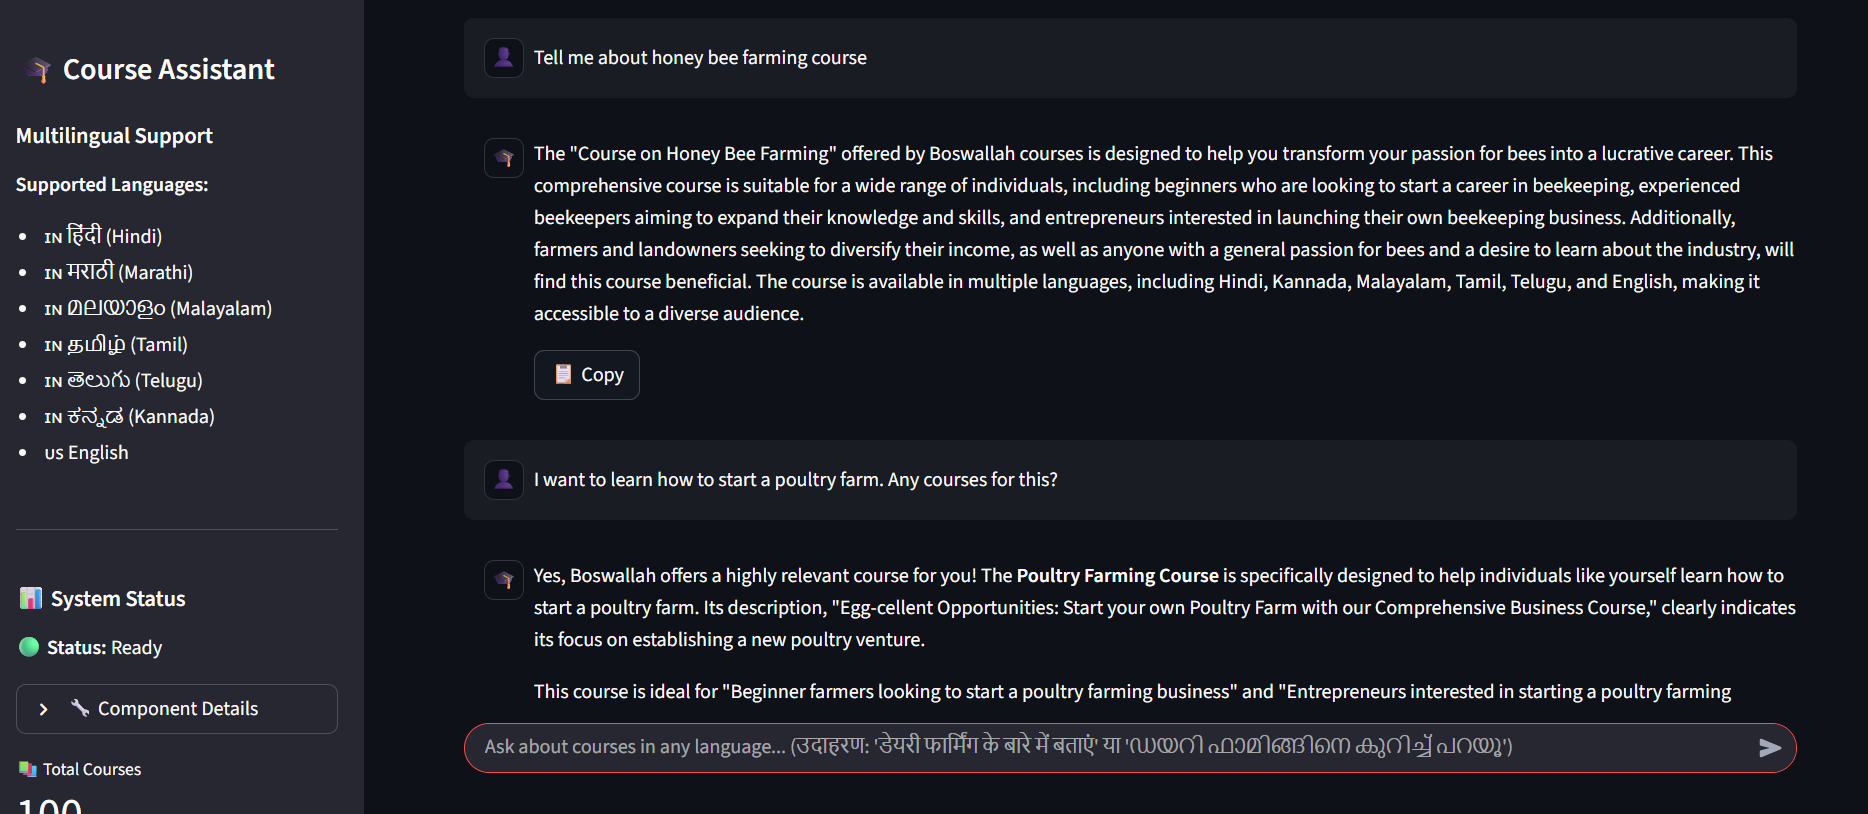 Course Assistant
Multilingual Support
Supported Languages:
IN हिंदी (Hindi)
IN मराठी (Marathi)
IN മലയാളം (Malayalam)
IN தமிழ் (Tamil)
IN తెలుగు (Telugu)
IN ಕನ್ನಡ (Kannada)
us English
System Status
Status: Ready
Component Details
Total Courses
100
Tell me about honey bee farming course
The "Course on Honey Bee Farming" offered by Boswallah courses is designed to help you transform your passion for bees into a lucrative career. This
comprehensive course is suitable for a wide range of individuals, including beginners who are looking to start a career in beekeeping, experienced
beekeepers aiming to expand their knowledge and skills, and entrepreneurs interested in launching their own beekeeping business. Additionally,
farmers and landowners seeking to diversify their income, as well as anyone with a general passion for bees and a desire to learn about the industry, will
find this course beneficial. The course is available in multiple languages, including Hindi, Kannada, Malayalam, Tamil, Telugu, and English, making it
accessible to a diverse audience.
Copy
I want to learn how to start a poultry farm. Any courses for this?
Yes, Boswallah offers a highly relevant course for you! The Poultry Farming Course is specifically designed to help individuals like yourself learn how to
start a poultry farm. Its description, "Egg-cellent Opportunities: Start your own Poultry Farm with our Comprehensive Business Course," clearly indicates
its focus on establishing a new poultry venture.
This course is ideal for "Beginner farmers looking to start a poultry farming business" and "Entrepreneurs interested in starting a poultry farming
Ask about courses in any language... (उदाहरण: 'डेयरी फार्मिंग के बारे में बताएं' या 'ഡയറി ഫാമിങ്ങിനെ കുറിച്ച് പറയൂ')